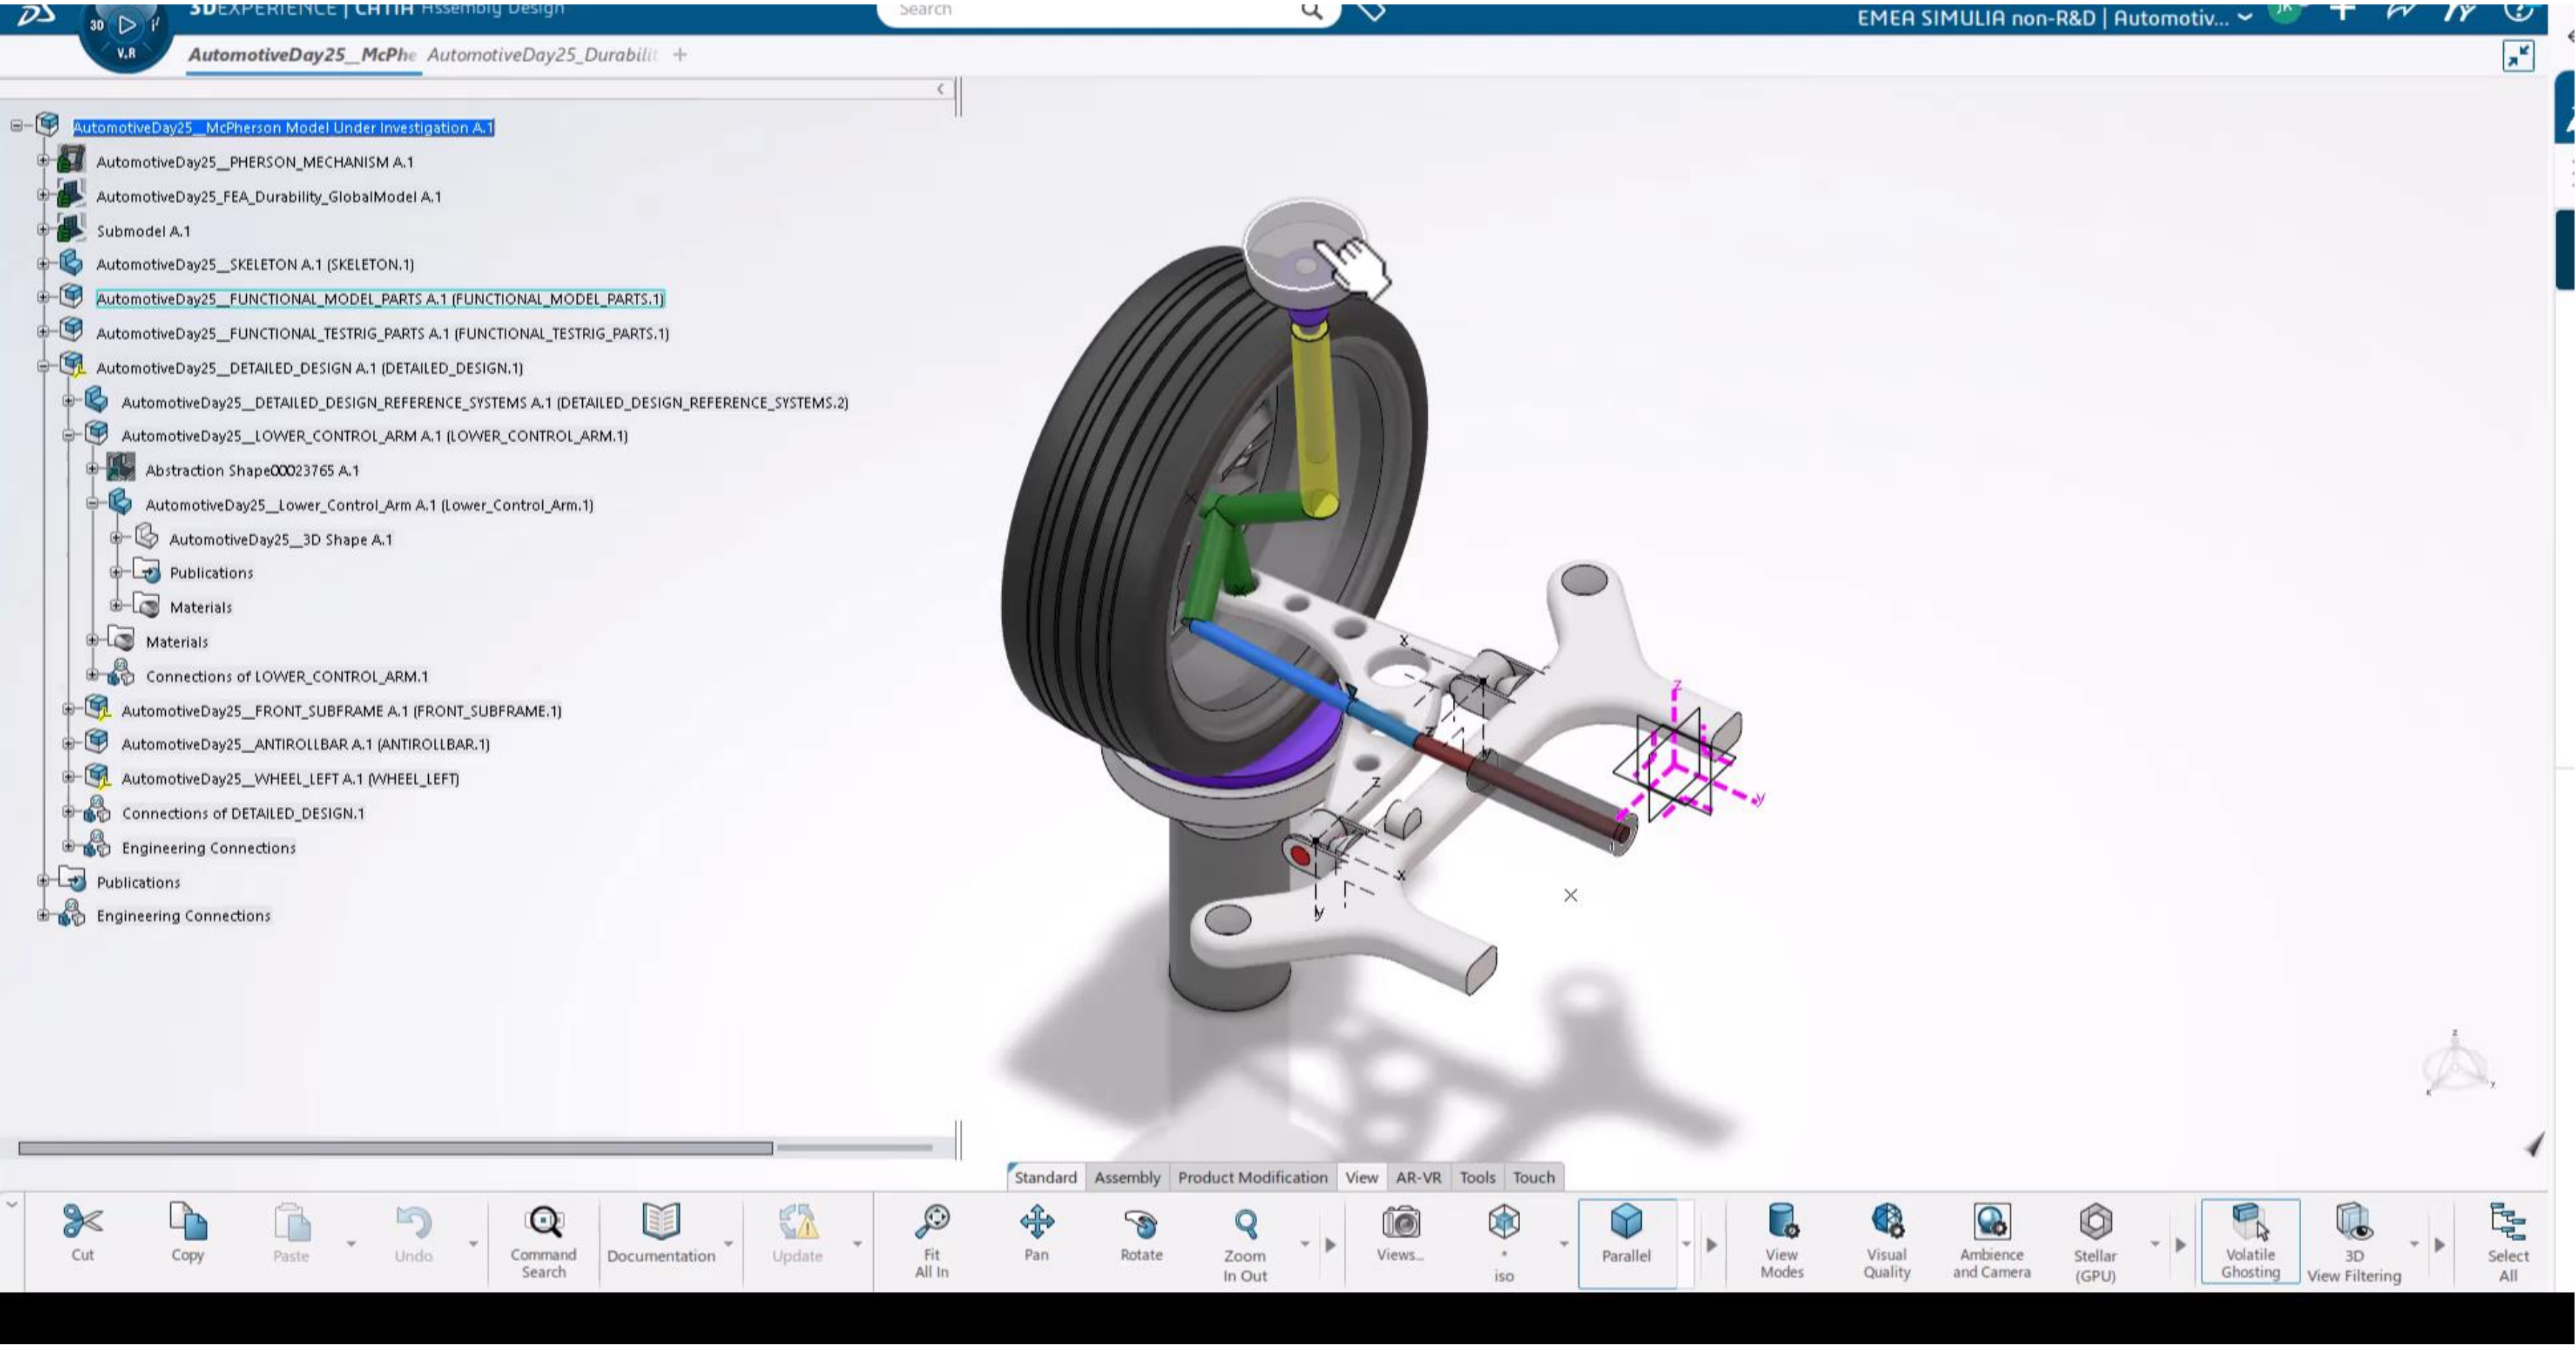 3DEXPERIENCE | CATIA Assembly Design
Search
EMEA SIMULIA non-R&D | Automotiv...
JK
3D
V.R
AutomotiveDay25__McPhe
AutomotiveDay25_Durabilit
AutomotiveDay25__McPherson Model Under Investigation A.1
AutomotiveDay25__PHERSON_MECHANISM A.1
AutomotiveDay25_FEA_Durability_GlobalModel A.1
Submodel A.1
AutomotiveDay25__SKELETON A.1 (SKELETON.1)
AutomotiveDay25__FUNCTIONAL_MODEL_PARTS A.1 (FUNCTIONAL_MODEL_PARTS.1)
AutomotiveDay25__FUNCTIONAL_TESTRIG_PARTS A.1 (FUNCTIONAL_TESTRIG_PARTS.1)
AutomotiveDay25__DETAILED_DESIGN A.1 (DETAILED_DESIGN.1)
AutomotiveDay25__DETAILED_DESIGN_REFERENCE_SYSTEMS A.1 (DETAILED_DESIGN_REFERENCE_SYSTEMS.2)
AutomotiveDay25__LOWER_CONTROL_ARM A.1 (LOWER_CONTROL_ARM.1)
Abstraction Shape00023765 A.1
AutomotiveDay25__Lower_Control_Arm A.1 (Lower_Control_Arm.1)
AutomotiveDay25__3D Shape A.1
Publications
Materials
Materials
Connections of LOWER_CONTROL_ARM.1
AutomotiveDay25__FRONT_SUBFRAME A.1 (FRONT_SUBFRAME.1)
AutomotiveDay25__ANTIROLLBAR A.1 (ANTIROLLBAR.1)
AutomotiveDay25__WHEEL_LEFT A.1 (WHEEL_LEFT)
Connections of DETAILED_DESIGN.1
Engineering Connections
Publications
Engineering Connections
x
z
z
y
z
x
y
z
x
y
Standard
Assembly
Product Modification
View
AR-VR
Tools
Touch
Cut
Copy
Paste
Undo
Command
Search
Documentation
Update
Fit
All In
Pan
Rotate
Zoom
In Out
Views...
*
iso
Parallel
View
Modes
Visual
Quality
Ambience
and Camera
Stellar
(GPU)
Volatile
Ghosting
3D
View Filtering
Select
All